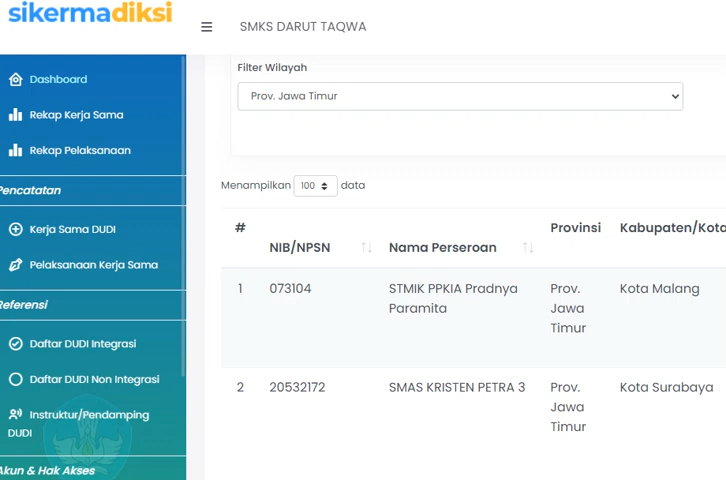 sikermadiksi
SMKS DARUT TAQWA
Dashboard
Rekap Kerja Sama
Rekap Pelaksanaan
Pencatatan
Kerja Sama DUDI
Pelaksanaan Kerja Sama
Referensi
Daftar DUDI Integrasi
Daftar DUDI Non Integrasi
Instruktur/Pendamping
DUDI
Akun & Hak Akses
Filter Wilayah
Prov. Jawa Timur
Menampilkan 100 data
# NIB/NPSN Nama Perseroan Provinsi Kabupaten/Kota
1 073104 STMIK PPKIA Pradnya Prov. Kota Malang
Paramita Jawa
Timur
2 20532172 SMAS KRISTEN PETRA 3 Prov. Kota Surabaya
Jawa
Timur